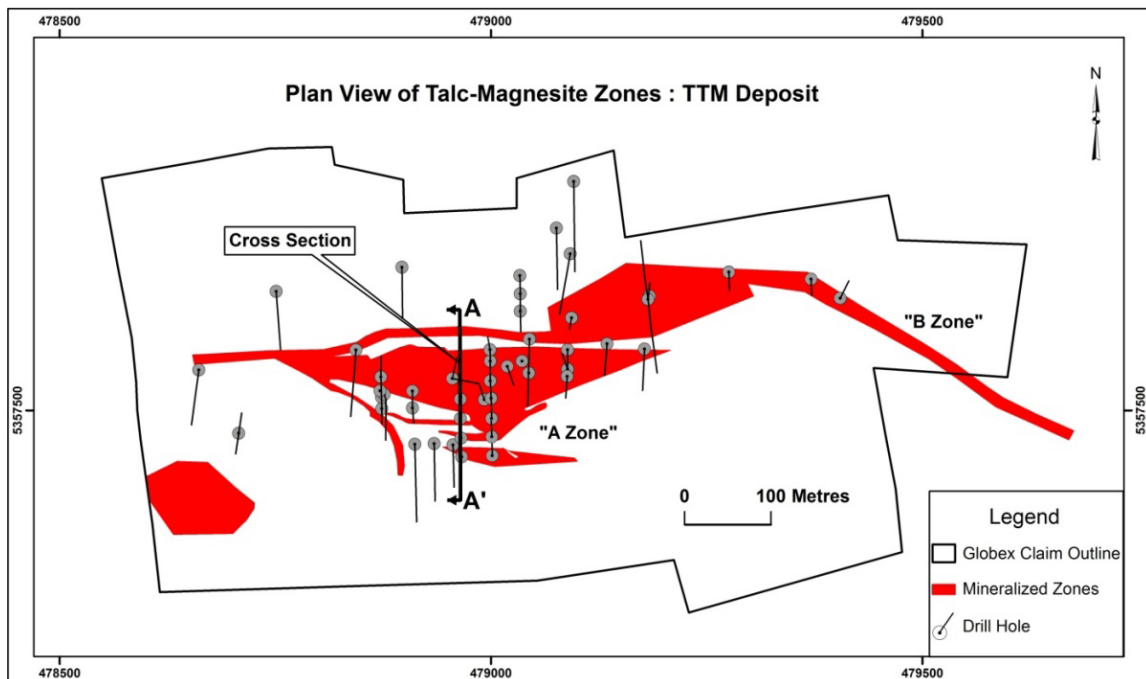 478500
479000
479500
Plan View of Talc-Magnesite Zones : TTM Deposit
N
Cross Section
"B Zone"
A
5357500
5357500
"A Zone"
A'
0
100 Metres
Legend
Globex Claim Outline
Mineralized Zones
Drill Hole
478500
479000
479500